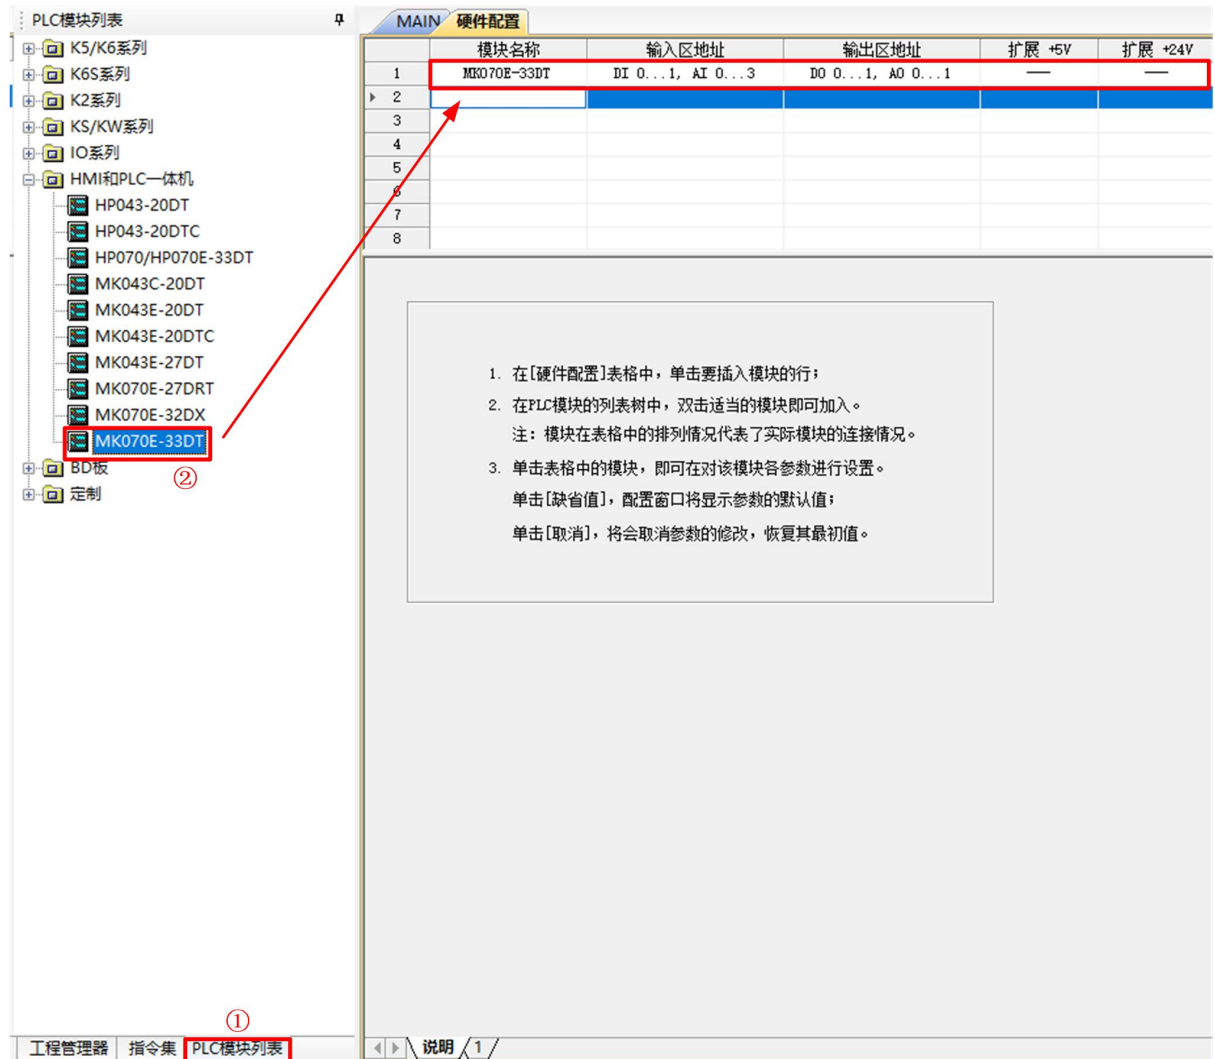 PLC模块列表
K5/K6系列
K6S系列
K2系列
KS/KW系列
IO系列
HMI和PLC一体机
HP043-20DT
HP043-20DTC
HP070/HP070E-33DT
MK043C-20DT
MK043E-20DT
MK043E-20DTC
MK043E-27DT
MK070E-27DRT
MK070E-32DX
MK070E-33DT
②
BD板
定制
①
工程管理器 指令集 PLC模块列表
MAIN 硬件配置
模块名称 输入区地址 输出区地址 扩展 +5V 扩展 +24V
1 MK070E-33DT DI 0...1, AI 0...3 DO 0...1, AO 0...1 — —
2
3
4
5
6
7
8
1. 在[硬件配置]表格中，单击要插入模块的行；
2. 在PLC模块的列表树中，双击适当的模块即可加入。
注：模块在表格中的排列情况代表了实际模块的连接情况。
3. 单击表格中的模块，即可在对该模块各参数进行设置。
单击[缺省值]，配置窗口将显示参数的默认值；
单击[取消]，将会取消参数的修改，恢复其最初值。
说明 1